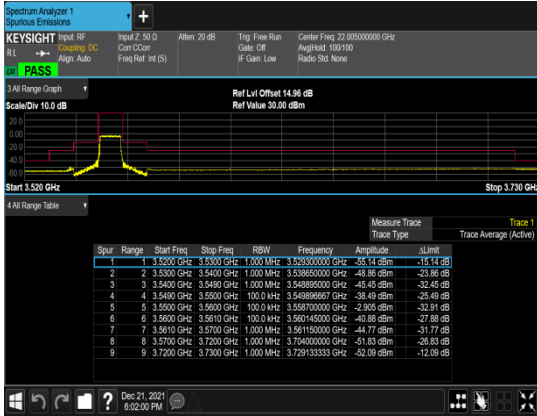 Spectrum Analyzer 1
Spurious Emissions
+
KEYSIGHT Input: RF Input Z: 50 Ω Atten: 20 dB Trig: Free Run Center Freq: 22.005000000 GHz
RL Coupling: DC Corr CCorr Gate: Off Avg|Hold: 100/100
Align: Auto Freq Ref: Int (S) IF Gain: Low Radio Std: None
PASS
3 All Range Graph
Ref Lvl Offset 14.96 dB
Scale/Div 10.0 dB Ref Value 30.00 dBm
20.0
0.00
-20.0
-40.0
-60.0
Start 3.520 GHz Stop 3.730 GHz
4 All Range Table
Measure Trace Trace 1
Trace Type Trace Average (Active)
Spur Range Start Freq Stop Freq RBW Frequency Amplitude ΔLimit
1 1 3.5200 GHz 3.5300 GHz 1.000 MHz 3.529300000 GHz -55.14 dBm -15.14 dB
2 2 3.5300 GHz 3.5400 GHz 1.000 MHz 3.538650000 GHz -48.86 dBm -23.86 dB
3 3 3.5400 GHz 3.5490 GHz 1.000 MHz 3.548895000 GHz -45.45 dBm -32.45 dB
4 4 3.5490 GHz 3.5500 GHz 100.0 kHz 3.549896667 GHz -38.49 dBm -25.49 dB
5 5 3.5500 GHz 3.5600 GHz 100.0 kHz 3.558700000 GHz -2.905 dBm -32.91 dB
6 6 3.5600 GHz 3.5610 GHz 100.0 kHz 3.560145000 GHz -40.88 dBm -27.88 dB
7 7 3.5610 GHz 3.5700 GHz 1.000 MHz 3.561150000 GHz -44.77 dBm -31.77 dB
8 8 3.5700 GHz 3.7200 GHz 1.000 MHz 3.704000000 GHz -51.83 dBm -26.83 dB
9 9 3.7200 GHz 3.7300 GHz 1.000 MHz 3.729133333 GHz -52.09 dBm -12.09 dB
? Dec 21, 2021
6:02:00 PM